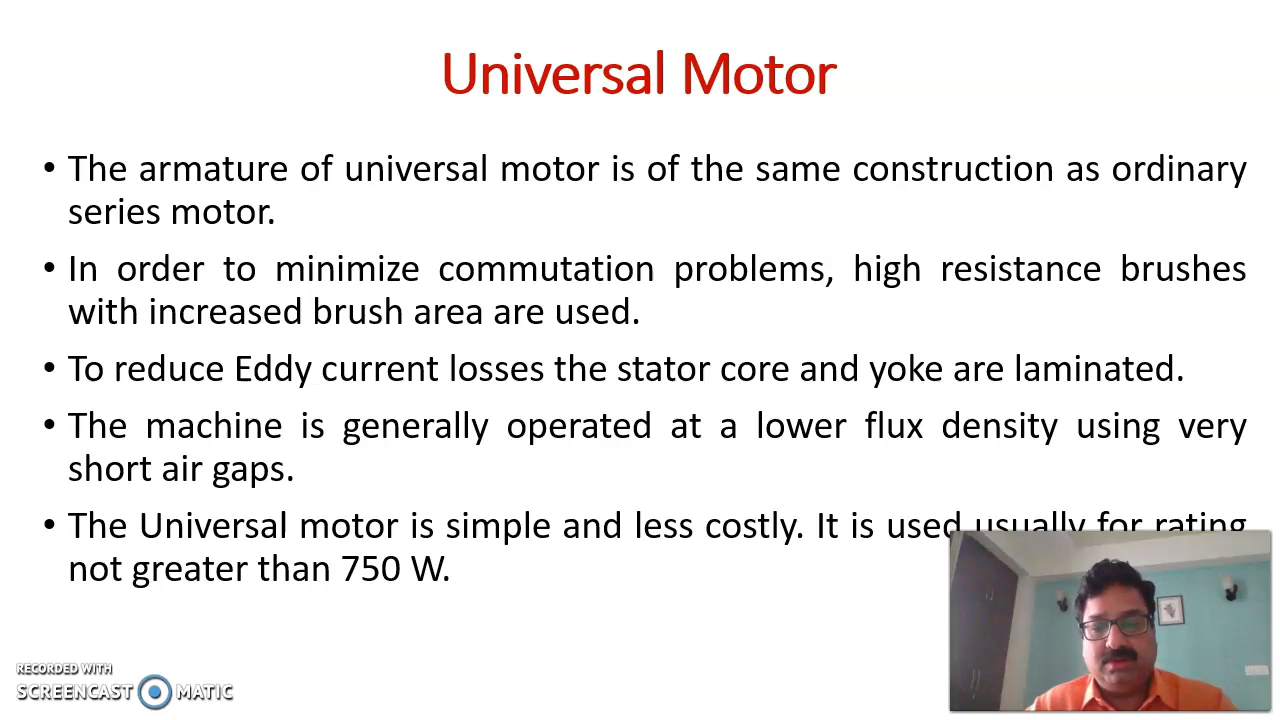 Universal Motor
• The armature of universal motor is of the same construction as ordinary
series motor.
• In order to minimize commutation problems, high resistance brushes
with increased brush area are used.
• To reduce Eddy current losses the stator core and yoke are laminated.
• The machine is generally operated at a lower flux density using very
short air gaps.
• The Universal motor is simple and less costly. It is used usually for rating
not greater than 750 W.
RECORDED WITH
SCREENCAST MATIC